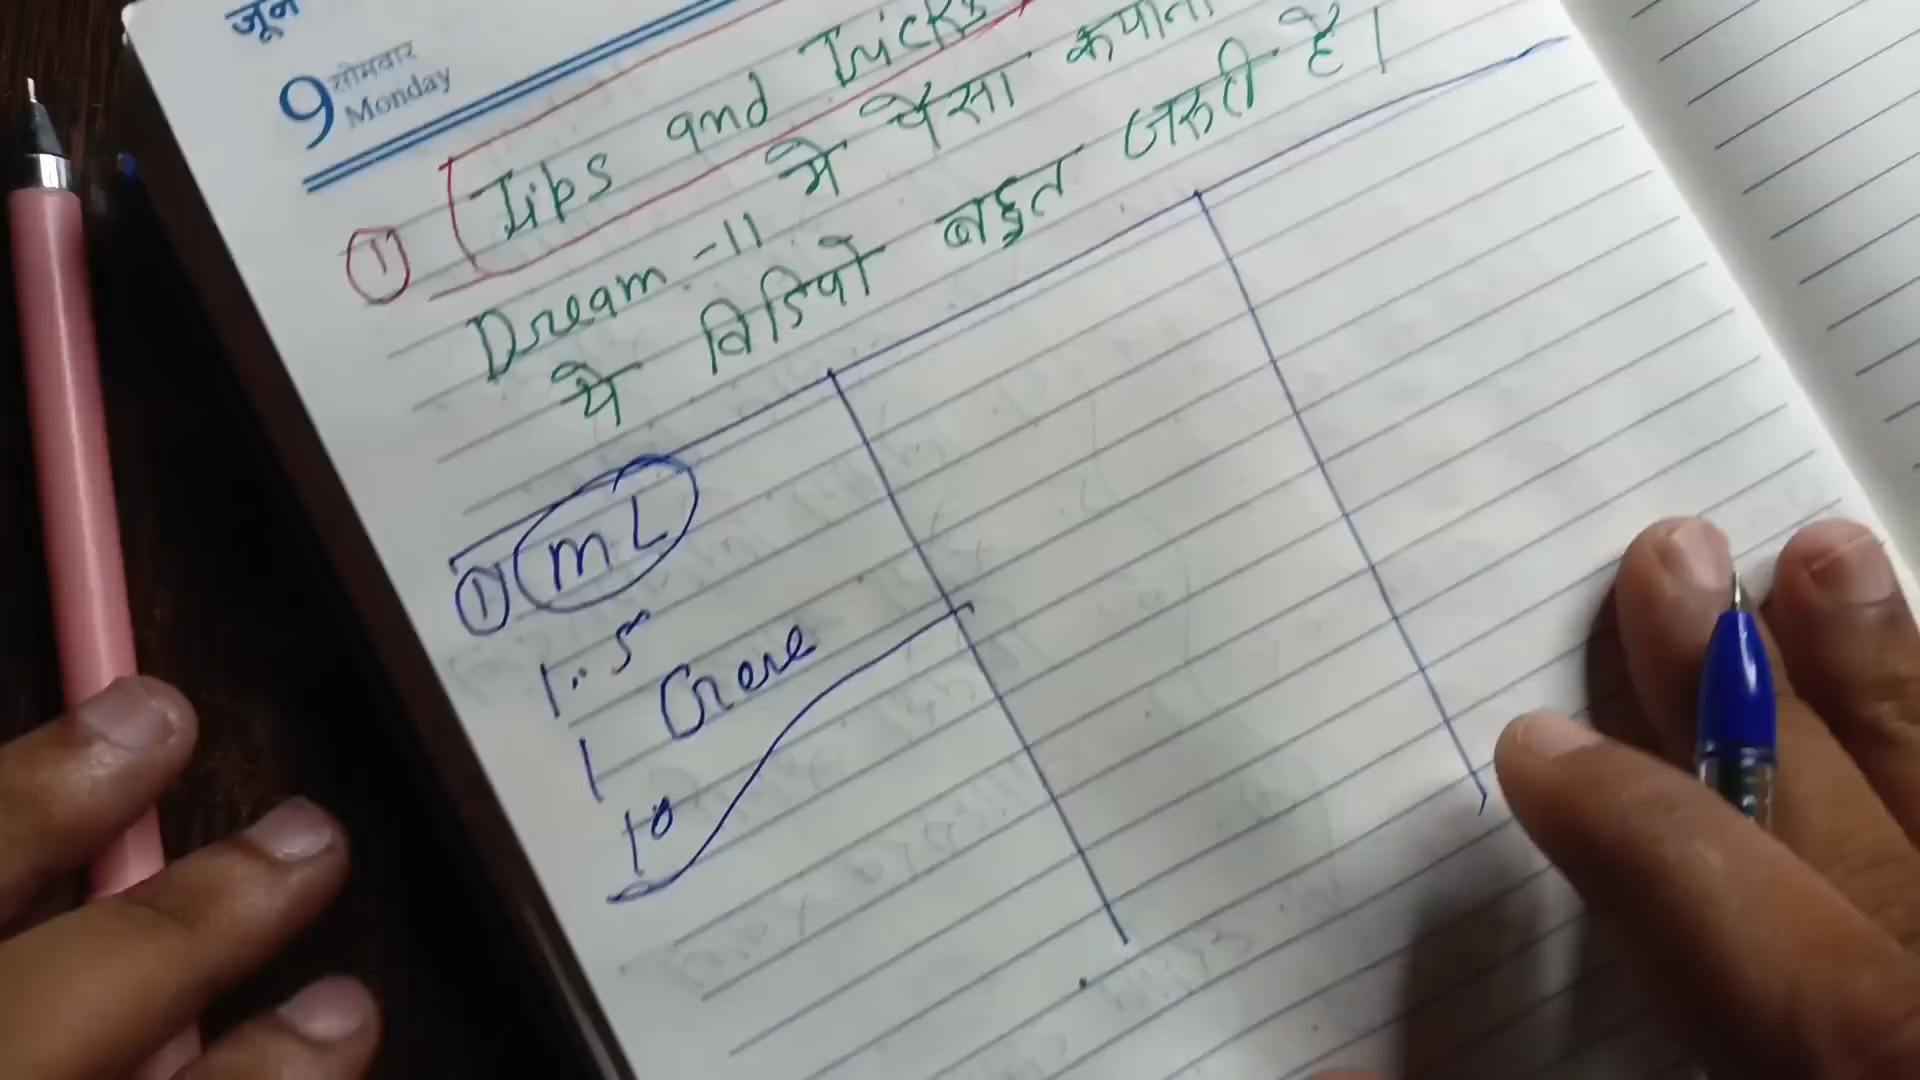 जून
9 सोमवार
Monday
① Tips and Tricks
Dream-11 मे पैसा कमाना
ये विडियो बहुत जरूरी है।
① ML
1.5
Crore
1
10